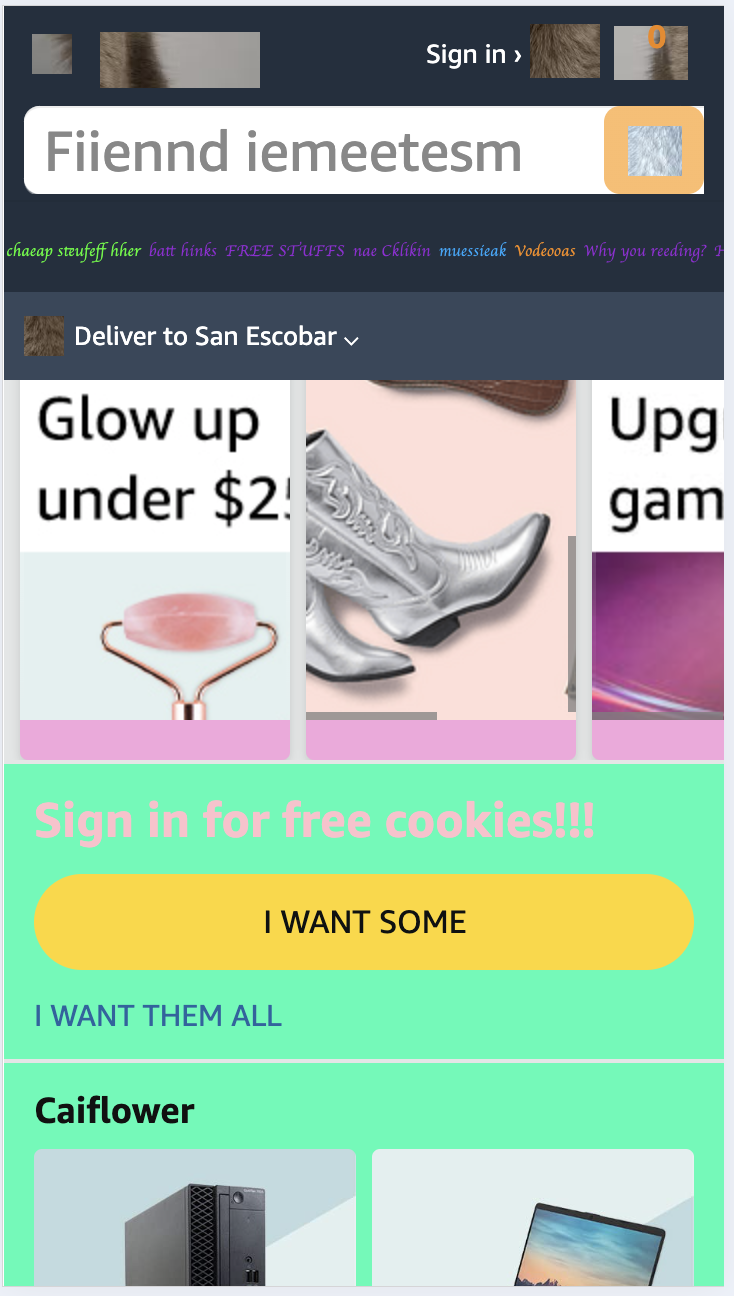 Sign in ›
0
Fiiennd iemeetesm
chaeap steufeff hher batt hinks FREE STUFFS nae Cklikin muessieak Vodeooas Why you reeding?
Deliver to San Escobar
Glow up
under $25
Upg
gam
Sign in for free cookies!!!
I WANT SOME
I WANT THEM ALL
Caiflower